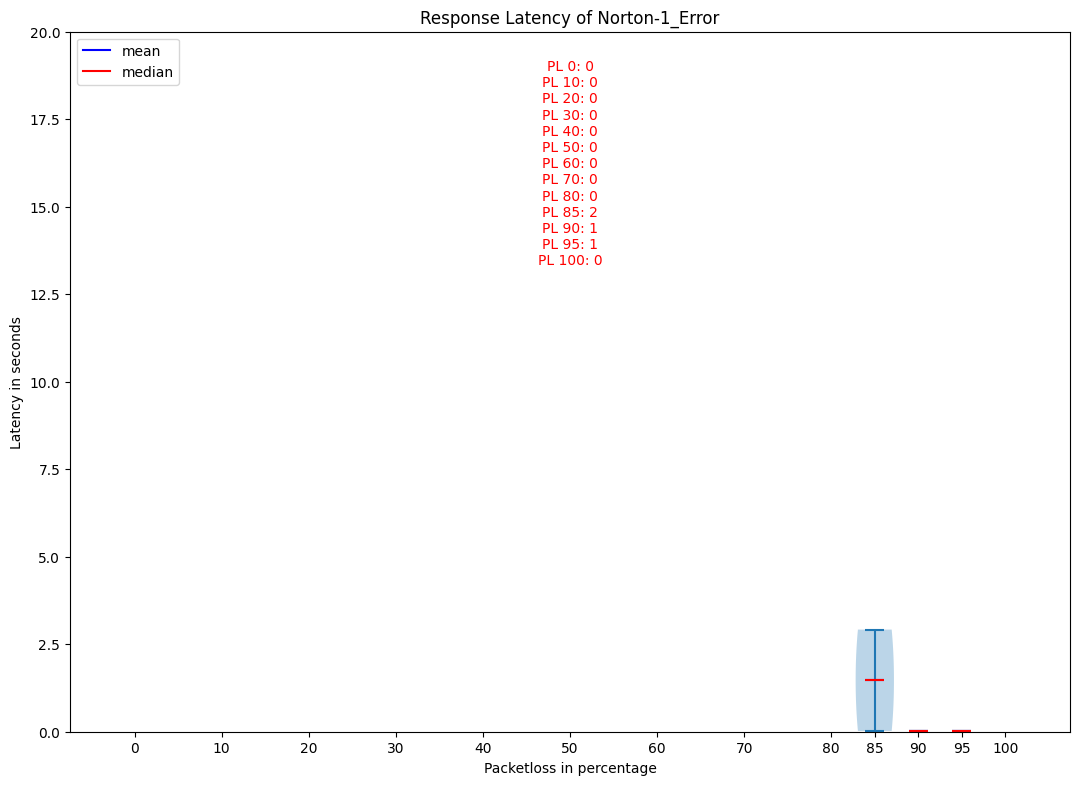 Response Latency of Norton-1_Error
mean
median
PL 0: 0
PL 10: 0
PL 20: 0
PL 30: 0
PL 40: 0
PL 50: 0
PL 60: 0
PL 70: 0
PL 80: 0
PL 85: 2
PL 90: 1
PL 95: 1
PL 100: 0
Latency in seconds
20.0
17.5
15.0
12.5
10.0
7.5
5.0
2.5
0.0
0 10 20 30 40 50 60 70 80 85 90 95 100
Packetloss in percentage